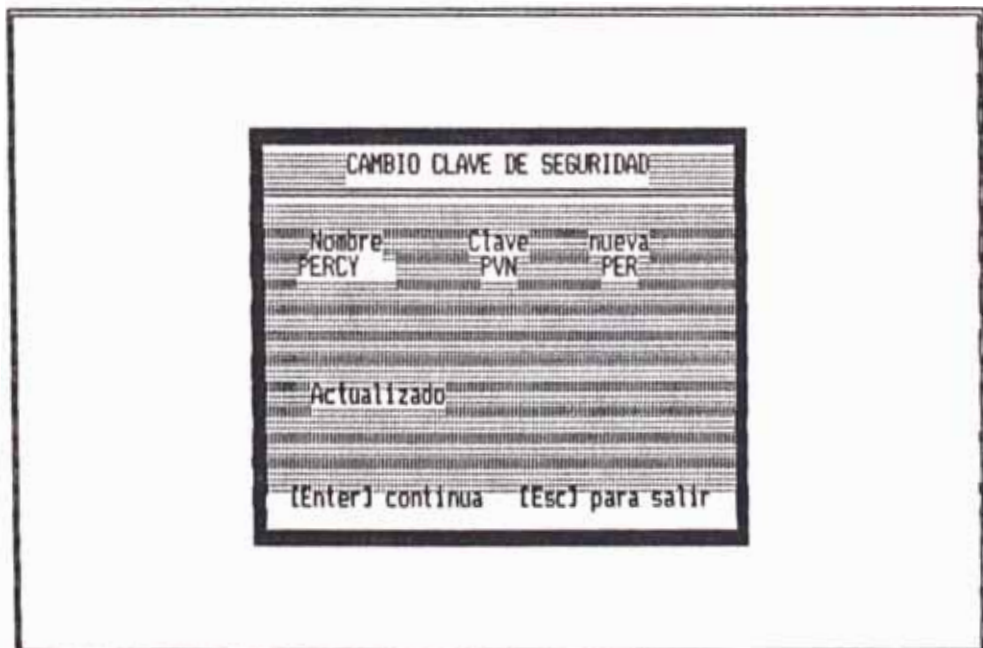 CAMBIO CLAVE DE SEGURIDAD
Nombre Clave nueva
PERCY PVN PER
Actualizado
[Enter] continua [Esc] para salir